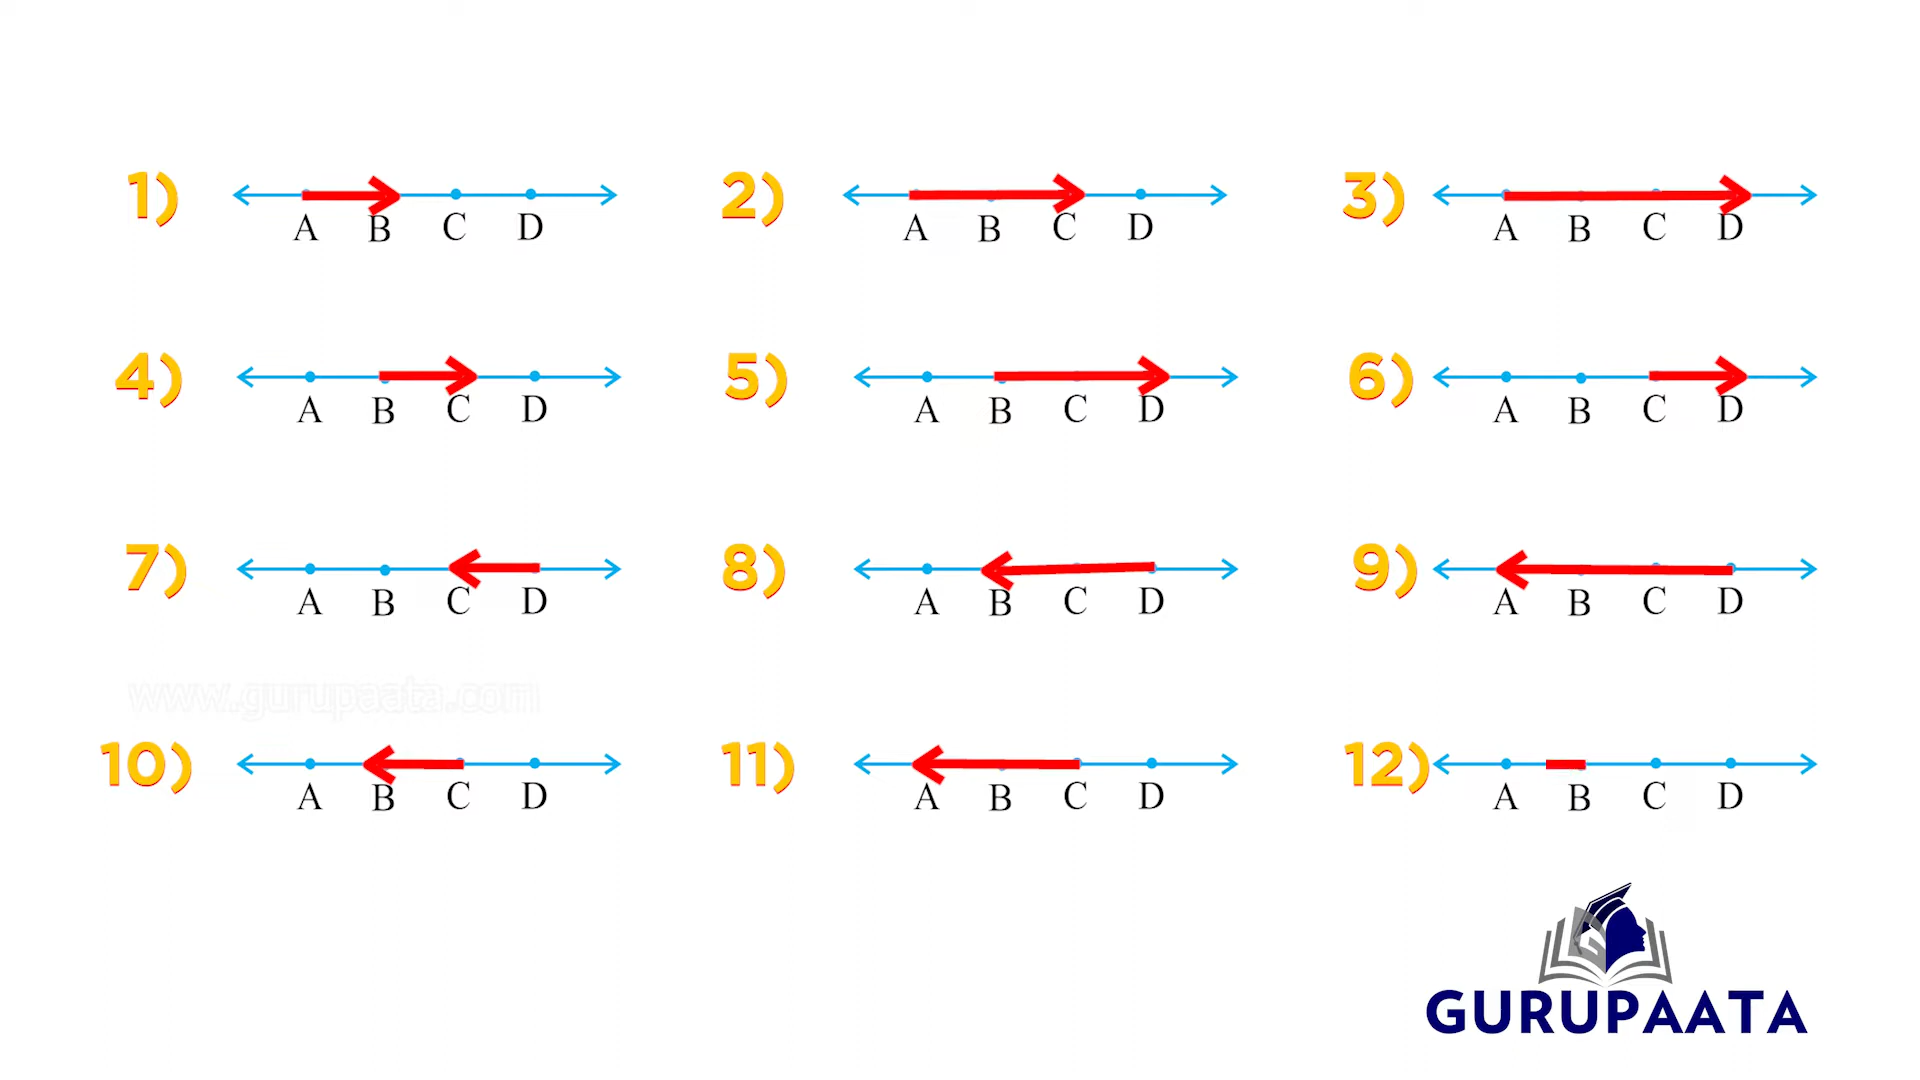 1) 2) 3)
A B C D A B C D A B C D
4) 5) 6)
A B C D A B C D A B C D
7) 8) 9)
A B C D A B C D A B C D
www.gurupaata.com
10) 11) 12)
A B C D A B C D A B C D
GURUPAATA